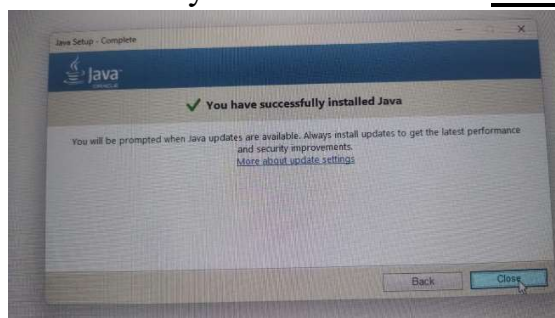 Java Setup - Complete
Java
ORACLE
You have successfully installed Java
You will be prompted when Java updates are available. Always install updates to get the latest performance
and security improvements.
More about update settings
Back
Close